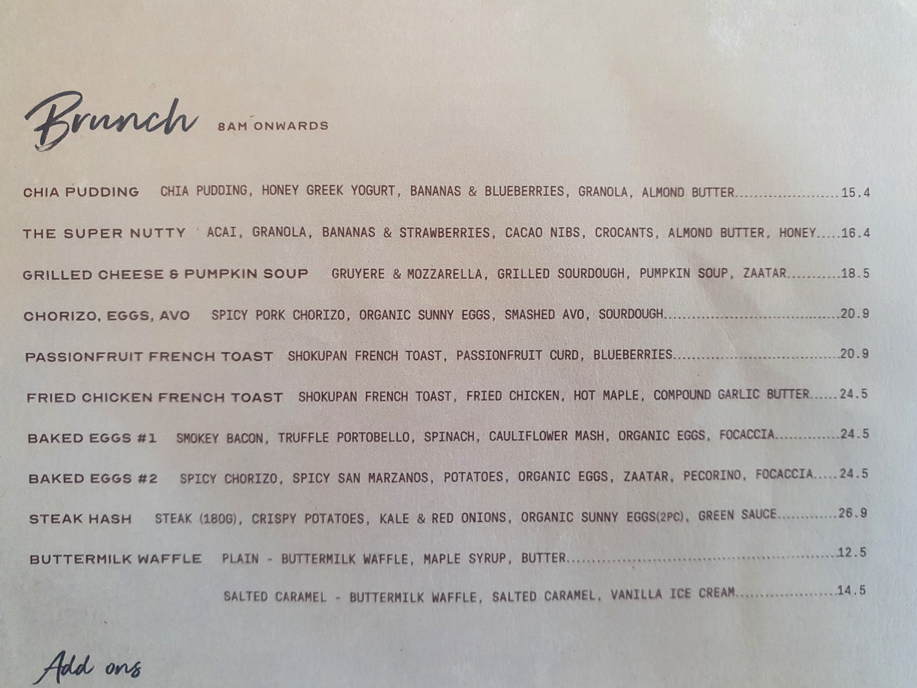 Brunch 8AM ONWARDS
CHIA PUDDING CHIA PUDDING, HONEY GREEK YOGURT, BANANAS & BLUEBERRIES, GRANOLA, ALMOND BUTTER....................15.4
THE SUPER NUTTY ACAI, GRANOLA, BANANAS & STRAWBERRIES, CACAO NIBS, CROCANTS, ALMOND BUTTER, HONEY.....16.4
GRILLED CHEESE & PUMPKIN SOUP GRUYERE & MOZZARELLA, GRILLED SOURDOUGH, PUMPKIN SOUP, ZAATAR..........18.5
CHORIZO, EGGS, AVO SPICY PORK CHORIZO, ORGANIC SUNNY EGGS, SMASHED AVO, SOURDOUGH..................................20.9
PASSIONFRUIT FRENCH TOAST SHOKUPAN FRENCH TOAST, PASSIONFRUIT CURD, BLUEBERRIES................................20.9
FRIED CHICKEN FRENCH TOAST SHOKUPAN FRENCH TOAST, FRIED CHICKEN, HOT MAPLE, COMPOUND GARLIC BUTTER......24.5
BAKED EGGS #1 SMOKEY BACON, TRUFFLE PORTOBELLO, SPINACH, CAULIFLOWER MASH, ORGANIC EGGS, FOCACCIA.............24.5
BAKED EGGS #2 SPICY CHORIZO, SPICY SAN MARZANOS, POTATOES, ORGANIC EGGS, ZAATAR, PECORINO, FOCACCIA.....24.5
STEAK HASH STEAK (180G), CRISPY POTATOES, KALE & RED ONIONS, ORGANIC SUNNY EGGS(2PC), GREEN SAUCE............26.9
BUTTERMILK WAFFLE PLAIN - BUTTERMILK WAFFLE, MAPLE SYRUP, BUTTER....................................................12.5
SALTED CARAMEL - BUTTERMILK WAFFLE, SALTED CARAMEL, VANILLA ICE CREAM....................14.5
Add ons